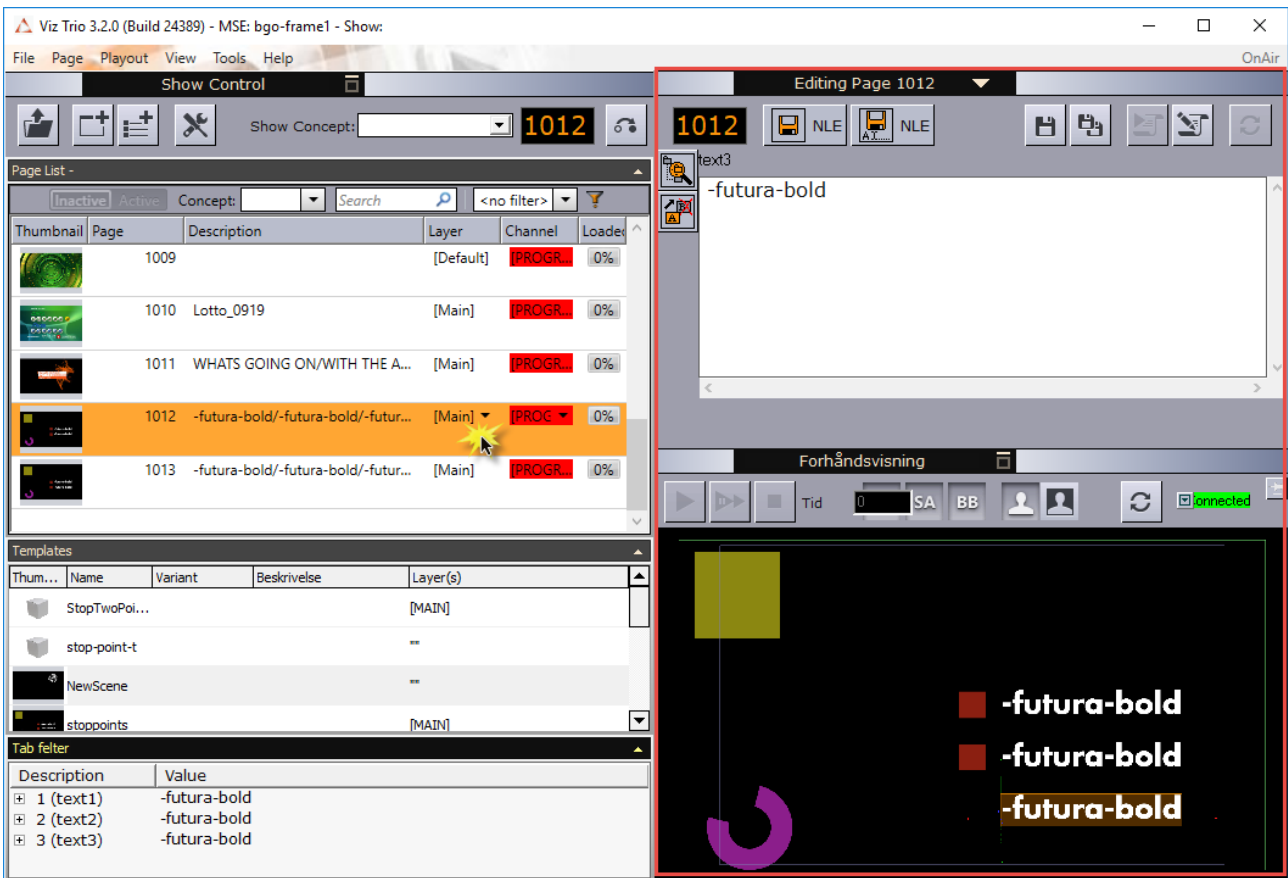 Viz Trio 3.2.0 (Build 24389) - MSE: bgo-frame1 - Show:
File Page Playout View Tools Help OnAir
Show Control
Show Concept: 1012
Page List -
Inactive Active Concept: Search <no filter>
Thumbnail Page Description Layer Channel Loaded
1009 [Default] [PROGR... 0%
1010 Lotto_0919 [Main] [PROGR... 0%
1011 WHATS GOING ON/WITH THE A... [Main] [PROGR... 0%
1012 -futura-bold/-futura-bold/-futur... [Main] [PROG 0%
1013 -futura-bold/-futura-bold/-futur... [Main] [PROGR... 0%
Templates
Thum... Name Variant Beskrivelse Layer(s)
StopTwoPoi... [MAIN]
stop-point-t ""
NewScene ""
stoppoints [MAIN]
Tab felter
Description Value
1 (text1) -futura-bold
2 (text2) -futura-bold
3 (text3) -futura-bold
Editing Page 1012
1012 NLE NLE
text3
-futura-bold
Forhåndsvisning
Tid 0 SA BB onnected
-futura-bold
-futura-bold
-futura-bold